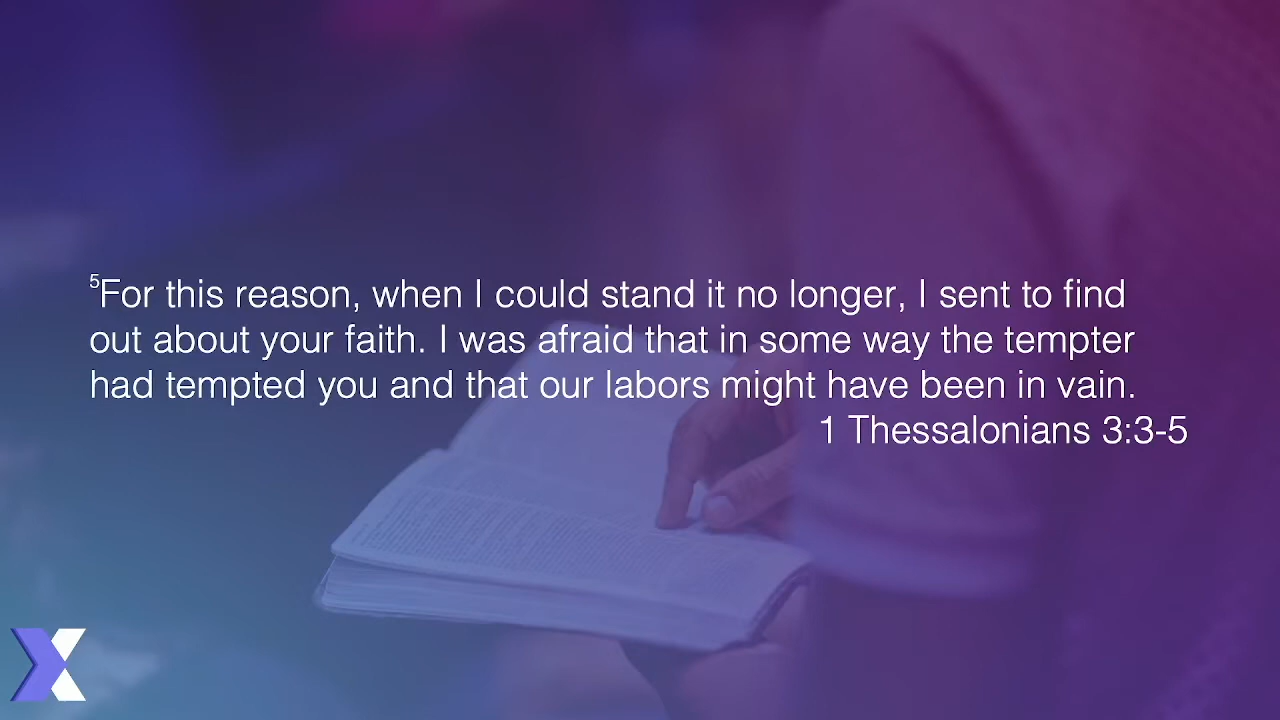 ⁵For this reason, when I could stand it no longer, I sent to find
out about your faith. I was afraid that in some way the tempter
had tempted you and that our labors might have been in vain.
1 Thessalonians 3:3-5
X